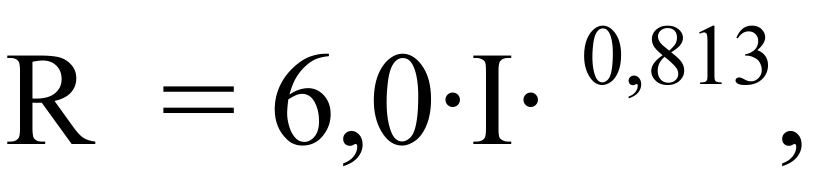 R = 6,0·I· ⁰,⁸¹³ ,